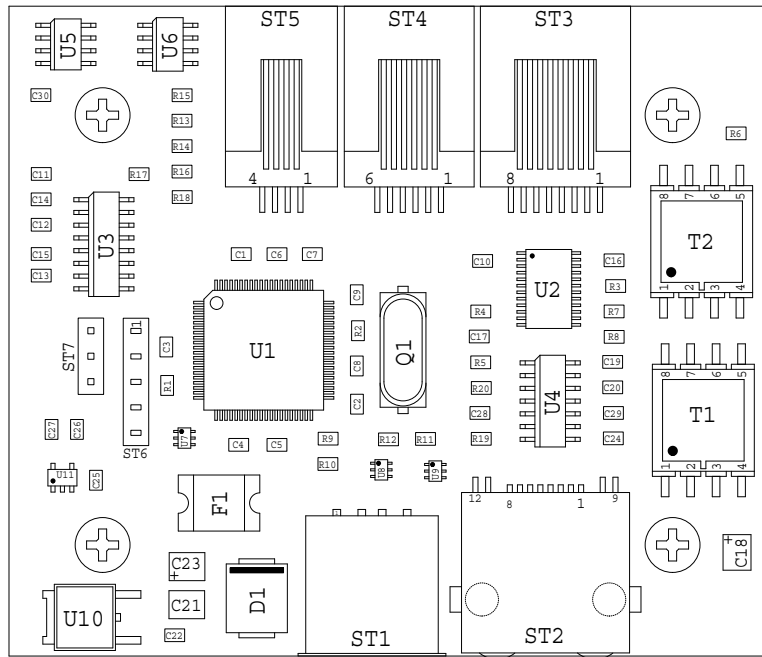 U5
U6
ST5
ST4
ST3
C30
R15
R13
R14
R16
R18
R6
C11
R17
C14
C12
C15
C13
U3
4 1
6 1
8 1
C1
C6
C7
C10
U2
C16
R3
R7
R8
8 7 6 5
T2
1 2 3 4
C9
R2
C8
C2
R4
C17
R5
R20
C28
R19
U1
Q1
ST7
1
ST6
C3
R1
U4
C19
C20
C29
C24
8 7 6 5
T1
1 2 3 4
C27
C26
U11
C25
U7
C4
C5
R9
R10
R12
R11
U8
U9
F1
12
8 1
9
C23
+
C21
C22
D1
U10
1
ST1
ST2
+
C18